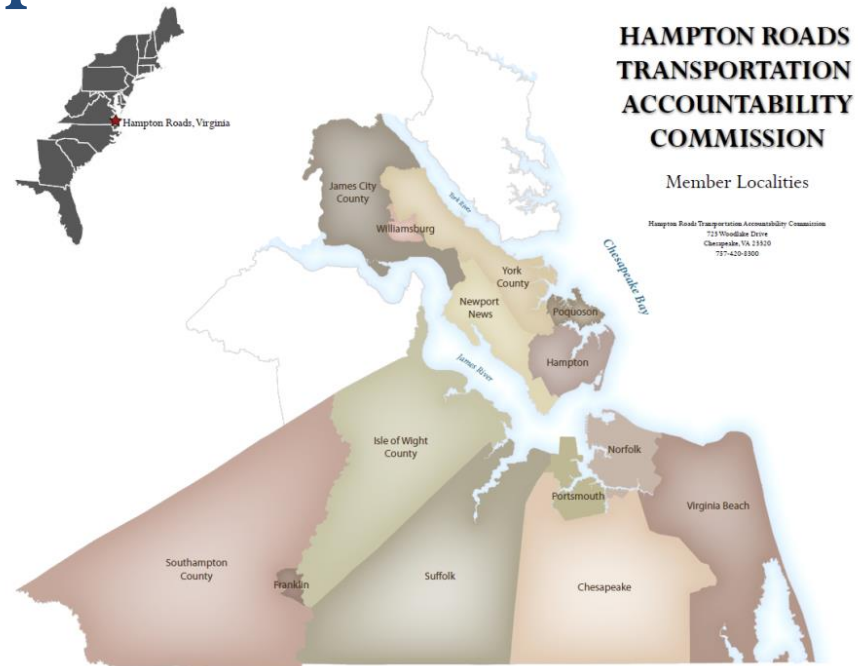 HAMPTON ROADS
TRANSPORTATION
ACCOUNTABILITY
COMMISSION
Member Localities
Hampton Roads Transportation Accountability Commission
723 Woodlake Drive
Chesapeake, VA 23320
757-420-8300
Hampton Roads, Virginia
James City
County
Williamsburg
York River
York
County
Chesapeake Bay
Newport
News
Poquoson
Hampton
James River
Isle of Wight
County
Norfolk
Portsmouth
Virginia Beach
Southampton
County
Franklin
Suffolk
Chesapeake